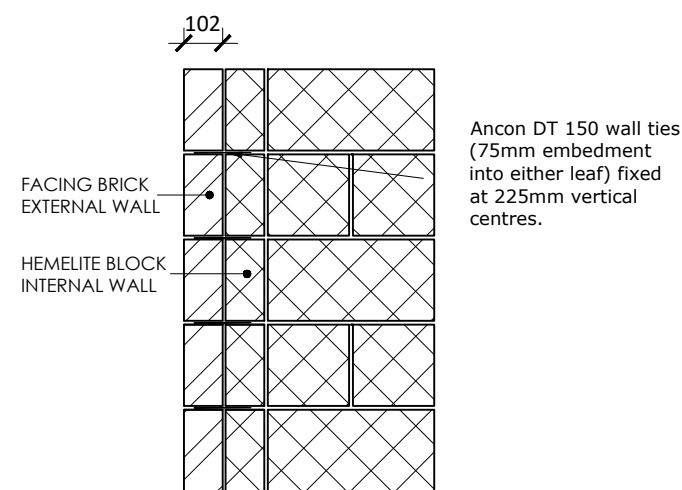 102
Ancon DT 150 wall ties
(75mm embedment
into either leaf) fixed
at 225mm vertical
centres.
FACING BRICK
EXTERNAL WALL
HEMELITE BLOCK
INTERNAL WALL